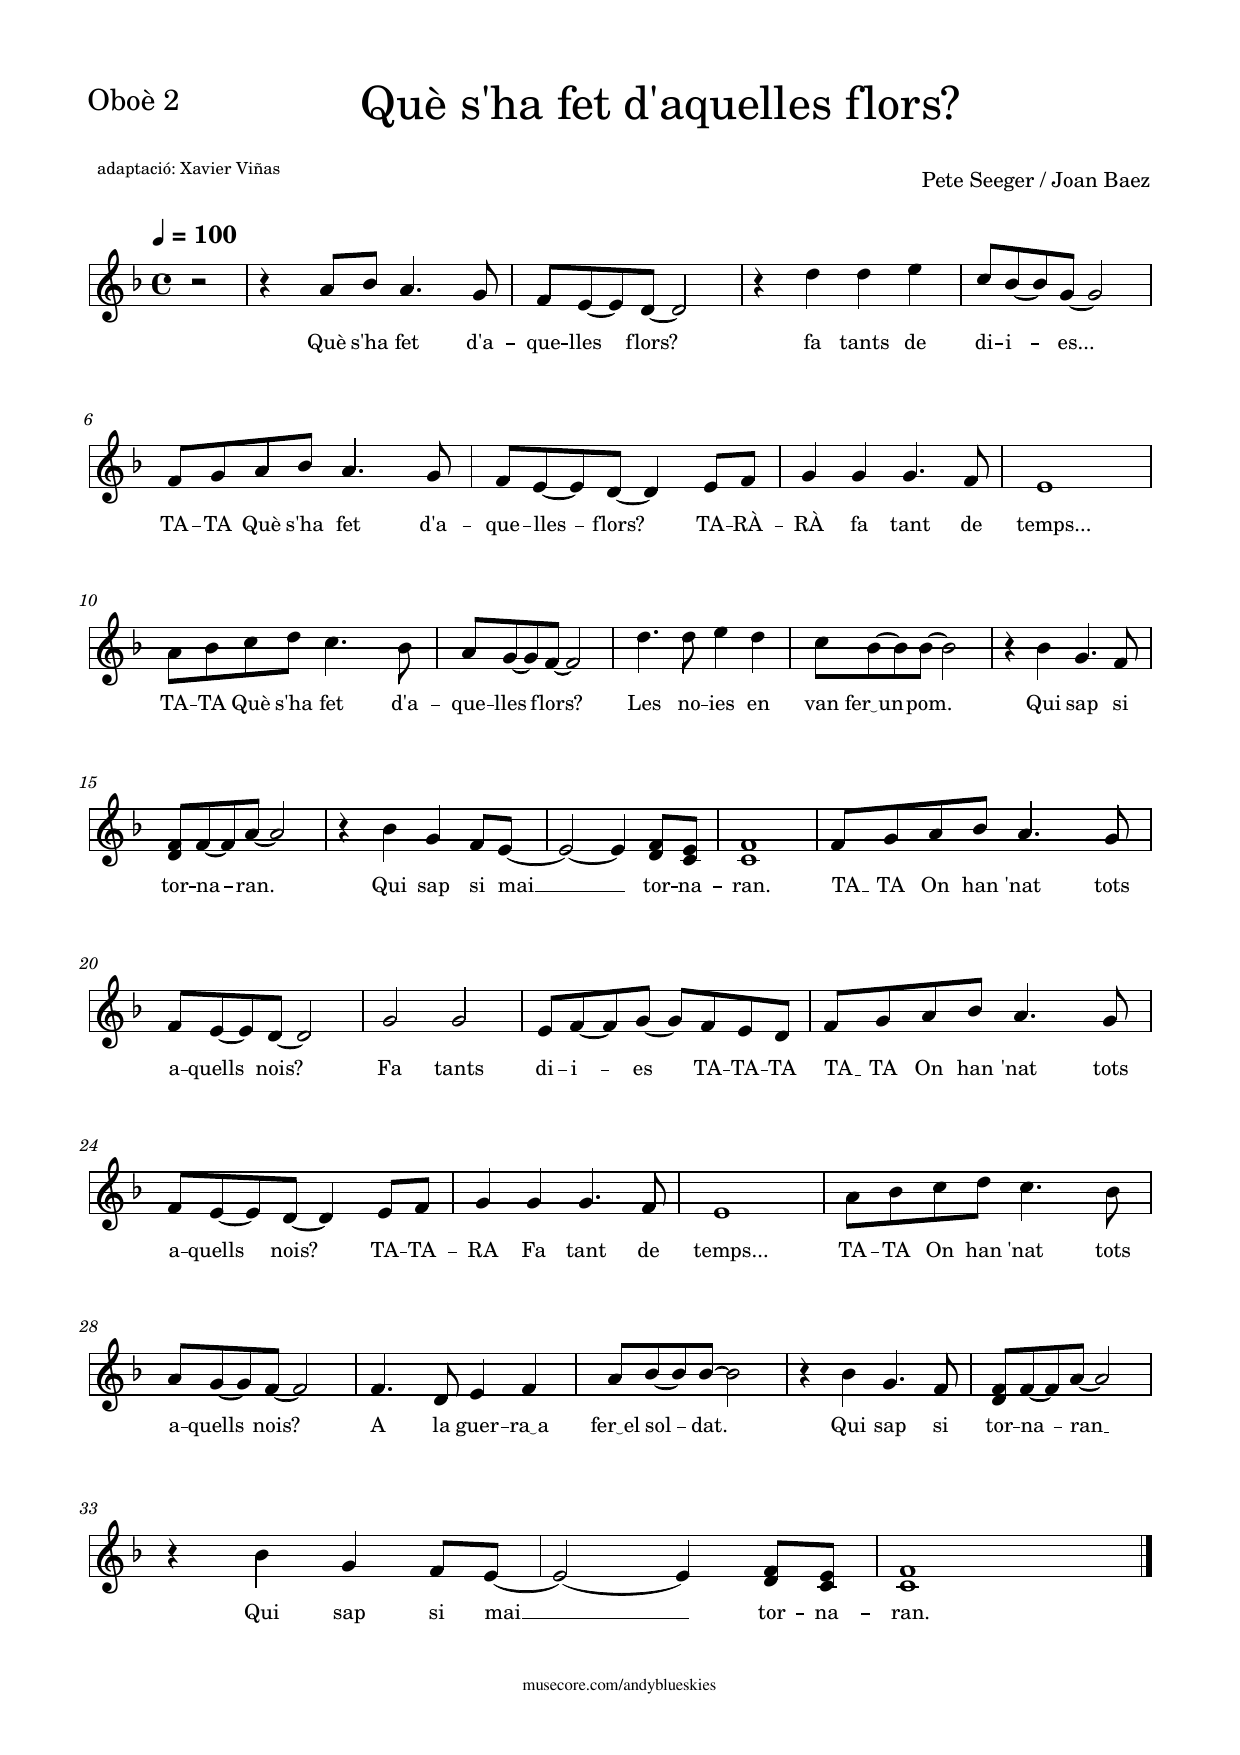 Oboè 2
Què s'ha fet d'aquelles flors?
adaptació: Xavier Viñas
Pete Seeger / Joan Baez
= 100
Què s'ha fet d'a – que – lles flors? fa tants de di – i – es...
6
TA – TA Què s'ha fet d'a – que – lles – flors? TA – RÀ – RÀ fa tant de temps...
10
TA – TA Què s'ha fet d'a – que – lles flors? Les no – ies en van fer‿un – pom. Qui sap si
15
tor – na – ran. Qui sap si mai __ tor – na – ran. TA _ TA On han 'nat tots
20
a – quells nois? Fa tants di – i – es TA – TA – TA TA _ TA On han 'nat tots
24
a – quells nois? TA – TA – RA Fa tant de temps... TA – TA On han 'nat tots
28
a – quells nois? A la guer – ra‿a fer‿el sol – dat. Qui sap si tor – na – ran _
33
Qui sap si mai __ tor – na – ran.
musecore.com/andyblueskies